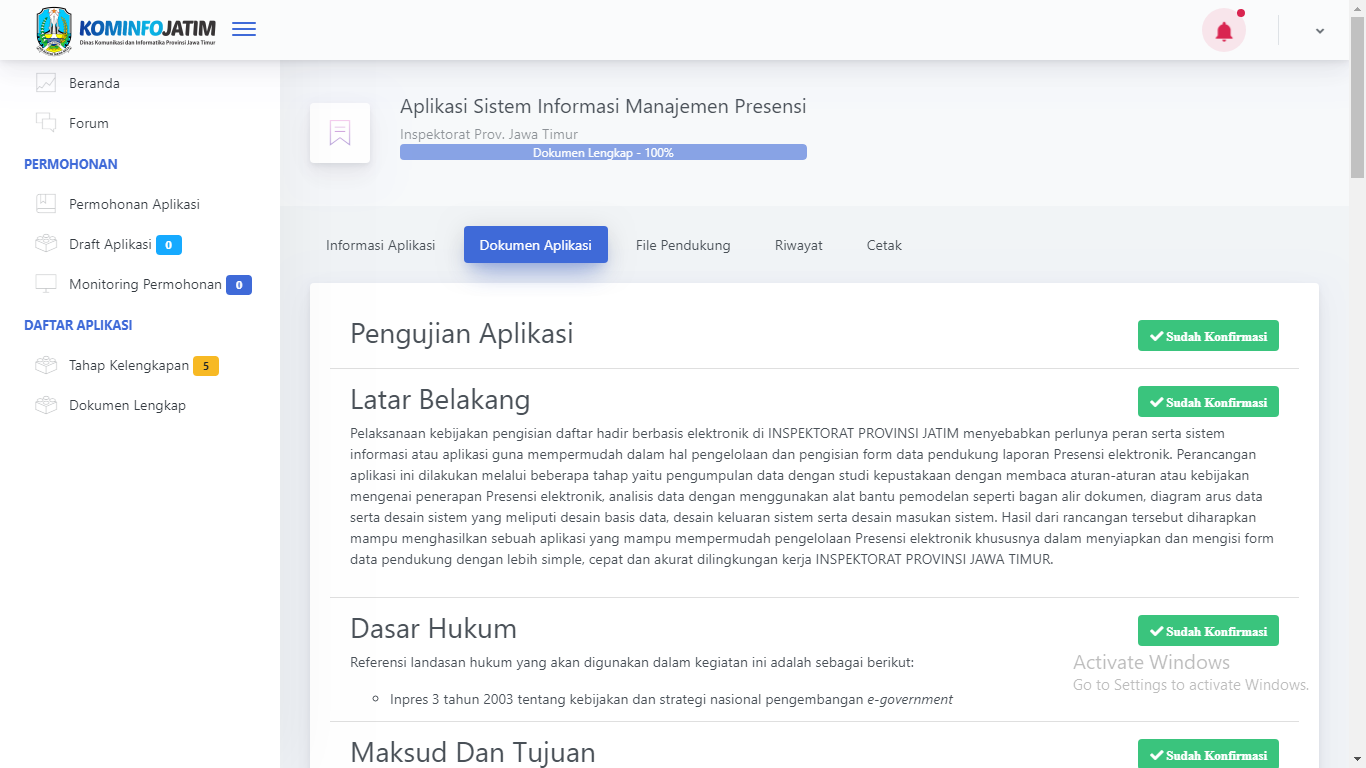 KOMINFOJATIM
Dinas Komunikasi dan Informatika Provinsi Jawa Timur
Beranda
Forum
PERMOHONAN
Permohonan Aplikasi
Draft Aplikasi 0
Monitoring Permohonan 0
DAFTAR APLIKASI
Tahap Kelengkapan 5
Dokumen Lengkap
Aplikasi Sistem Informasi Manajemen Presensi
Inspektorat Prov. Jawa Timur
Dokumen Lengkap - 100%
Informasi Aplikasi Dokumen Aplikasi File Pendukung Riwayat Cetak
Pengujian Aplikasi Sudah Konfirmasi
Latar Belakang Sudah Konfirmasi
Pelaksanaan kebijakan pengisian daftar hadir berbasis elektronik di INSPEKTORAT PROVINSI JATIM menyebabkan perlunya peran serta sistem
informasi atau aplikasi guna mempermudah dalam hal pengelolaan dan pengisian form data pendukung laporan Presensi elektronik. Perancangan
aplikasi ini dilakukan melalui beberapa tahap yaitu pengumpulan data dengan studi kepustakaan dengan membaca aturan-aturan atau kebijakan
mengenai penerapan Presensi elektronik, analisis data dengan menggunakan alat bantu pemodelan seperti bagan alir dokumen, diagram arus data
serta desain sistem yang meliputi desain basis data, desain keluaran sistem serta desain masukan sistem. Hasil dari rancangan tersebut diharapkan
mampu menghasilkan sebuah aplikasi yang mampu mempermudah pengelolaan Presensi elektronik khususnya dalam menyiapkan dan mengisi form
data pendukung dengan lebih simple, cepat dan akurat dilingkungan kerja INSPEKTORAT PROVINSI JAWA TIMUR.
Dasar Hukum Sudah Konfirmasi
Referensi landasan hukum yang akan digunakan dalam kegiatan ini adalah sebagai berikut:
Inpres 3 tahun 2003 tentang kebijakan dan strategi nasional pengembangan e-government
Maksud Dan Tujuan Sudah Konfirmasi
Activate Windows
Go to Settings to activate Windows.